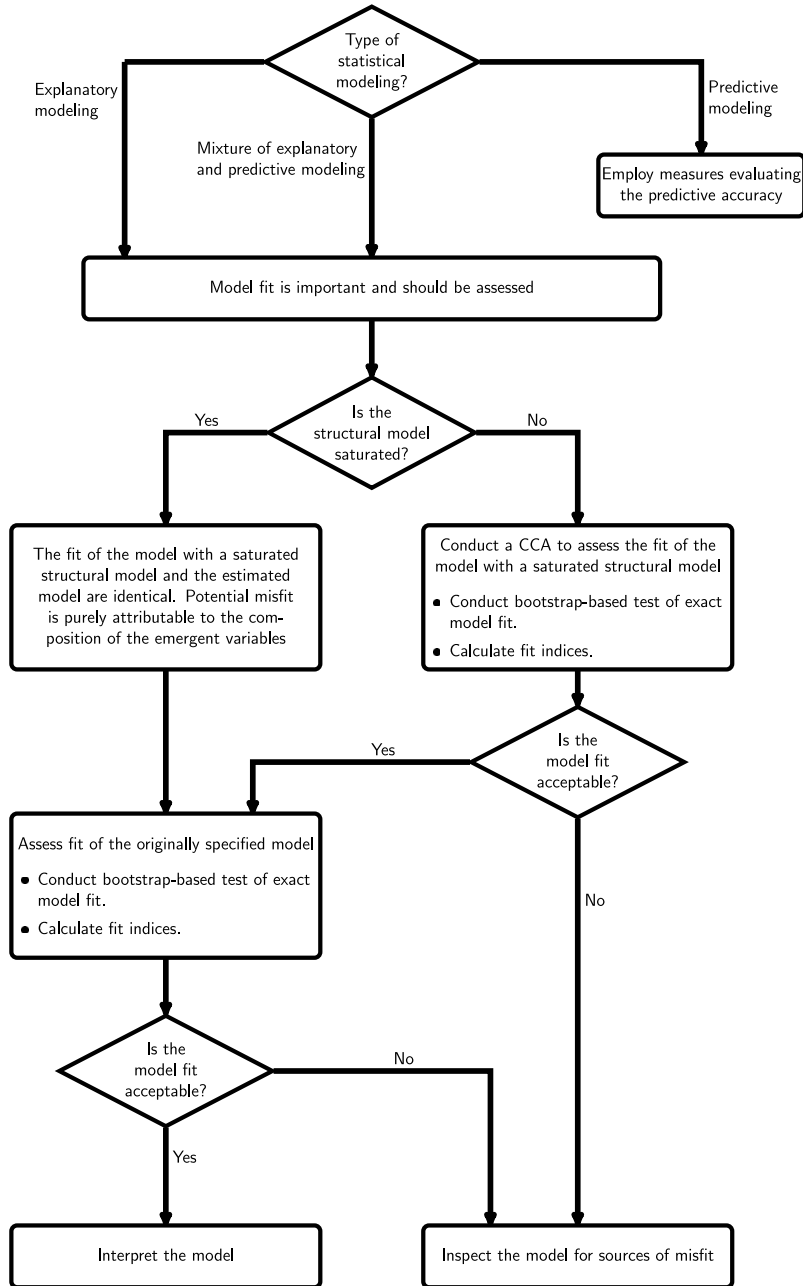 Type of
statistical
modeling?
Explanatory
modeling
Mixture of explanatory
and predictive modeling
Predictive
modeling
Employ measures evaluating
the predictive accuracy
Model fit is important and should be assessed
Is the
structural model
saturated?
Yes
No
The fit of the model with a saturated
structural model and the estimated
model are identical. Potential misfit
is purely attributable to the com-
position of the emergent variables
Conduct a CCA to assess the fit of the
model with a saturated structural model
• Conduct bootstrap-based test of exact
model fit.
• Calculate fit indices.
Is the
model fit
acceptable?
Yes
No
Assess fit of the originally specified model
• Conduct bootstrap-based test of exact
model fit.
• Calculate fit indices.
Is the
model fit
acceptable?
No
Yes
Interpret the model
Inspect the model for sources of misfit